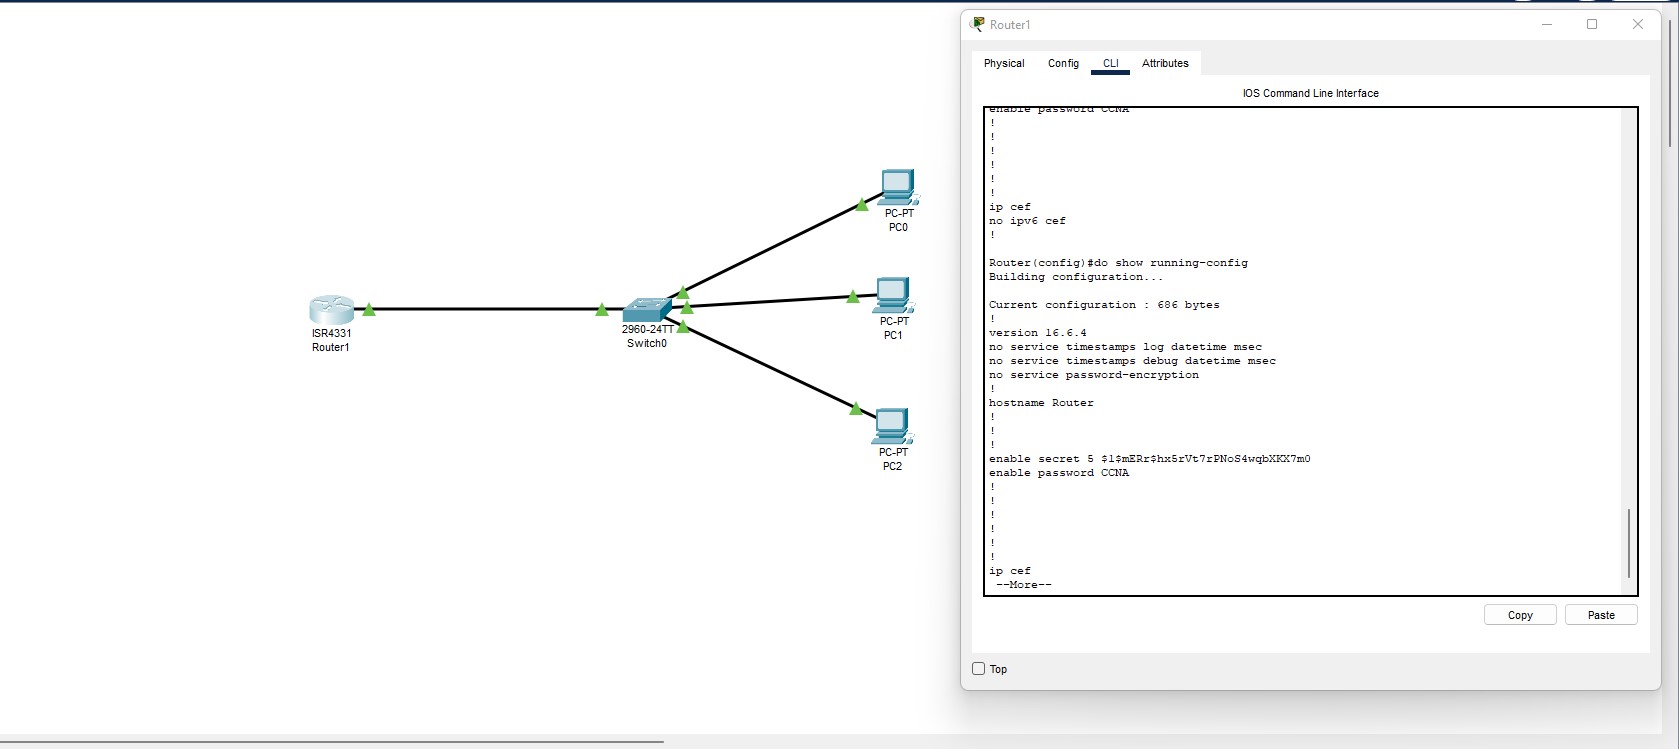 ISR4331
Router1
2960-24TT
Switch0
PC-PT
PC0
PC-PT
PC1
PC-PT
PC2
Router1
Physical Config CLI Attributes
IOS Command Line Interface
enable password CCNA
!
!
!
!
!
!
ip cef
no ipv6 cef
!
Router(config)#do show running-config
Building configuration...
Current configuration : 686 bytes
!
version 16.6.4
no service timestamps log datetime msec
no service timestamps debug datetime msec
no service password-encryption
!
hostname Router
!
!
!
enable secret 5 $1$mERr$hx5rVt7rPNoS4wqbXKX7m0
enable password CCNA
!
!
!
!
!
!
ip cef
--More--
Copy Paste
Top